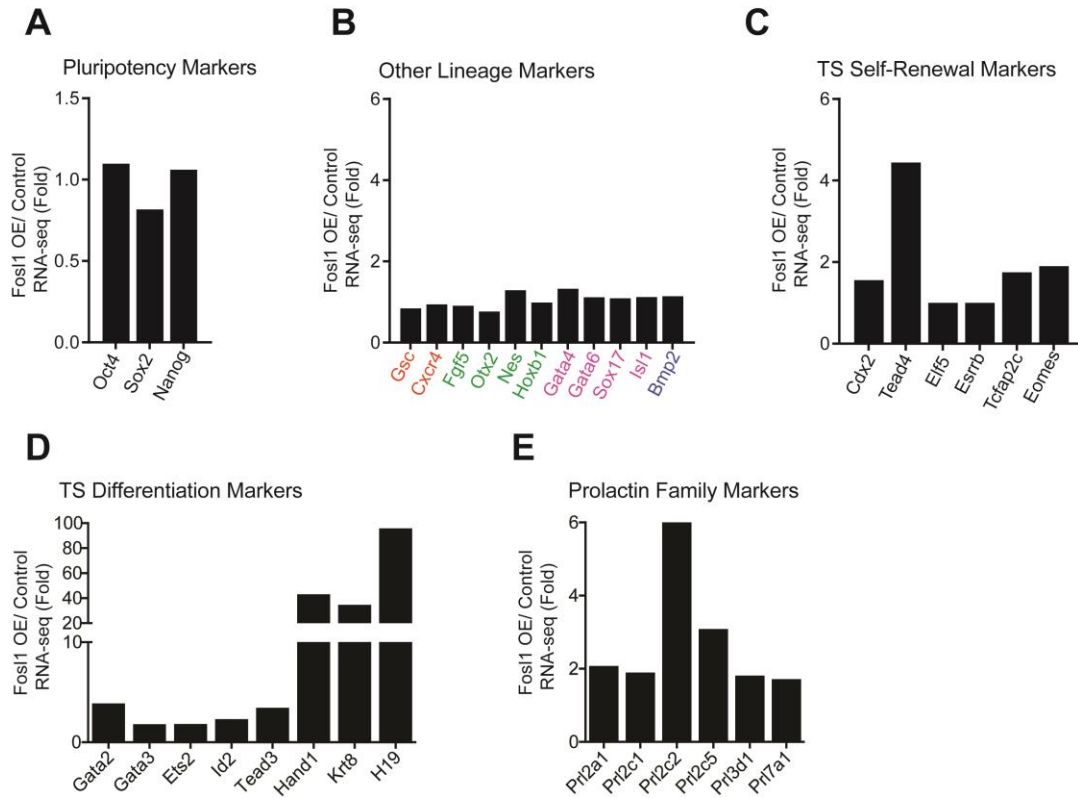 A
Pluripotency Markers
Fosl1 OE/ Control
RNA-seq (Fold)
1.5
1.0
0.5
0.0
Oct4
Sox2
Nanog
B
Other Lineage Markers
Fosl1 OE/ Control
RNA-seq (Fold)
6
4
2
0
Gsc
Cxcr4
Fgf5
Otx2
Nes
Hoxb1
Gata4
Gata6
Sox17
Isl1
Bmp2
C
TS Self-Renewal Markers
Fosl1 OE/ Control
RNA-seq (Fold)
6
4
2
0
Cdx2
Tead4
Elf5
Esrrb
Tcfap2c
Eomes
D
TS Differentiation Markers
Fosl1 OE/ Control
RNA-seq (Fold)
100
80
60
40
20
10
0
Gata2
Gata3
Ets2
Id2
Tead3
Hand1
Krt8
H19
E
Prolactin Family Markers
Fosl1 OE/ Control
RNA-seq (Fold)
6
4
2
0
Prl2a1
Prl2c1
Prl2c2
Prl2c5
Prl3d1
Prl7a1